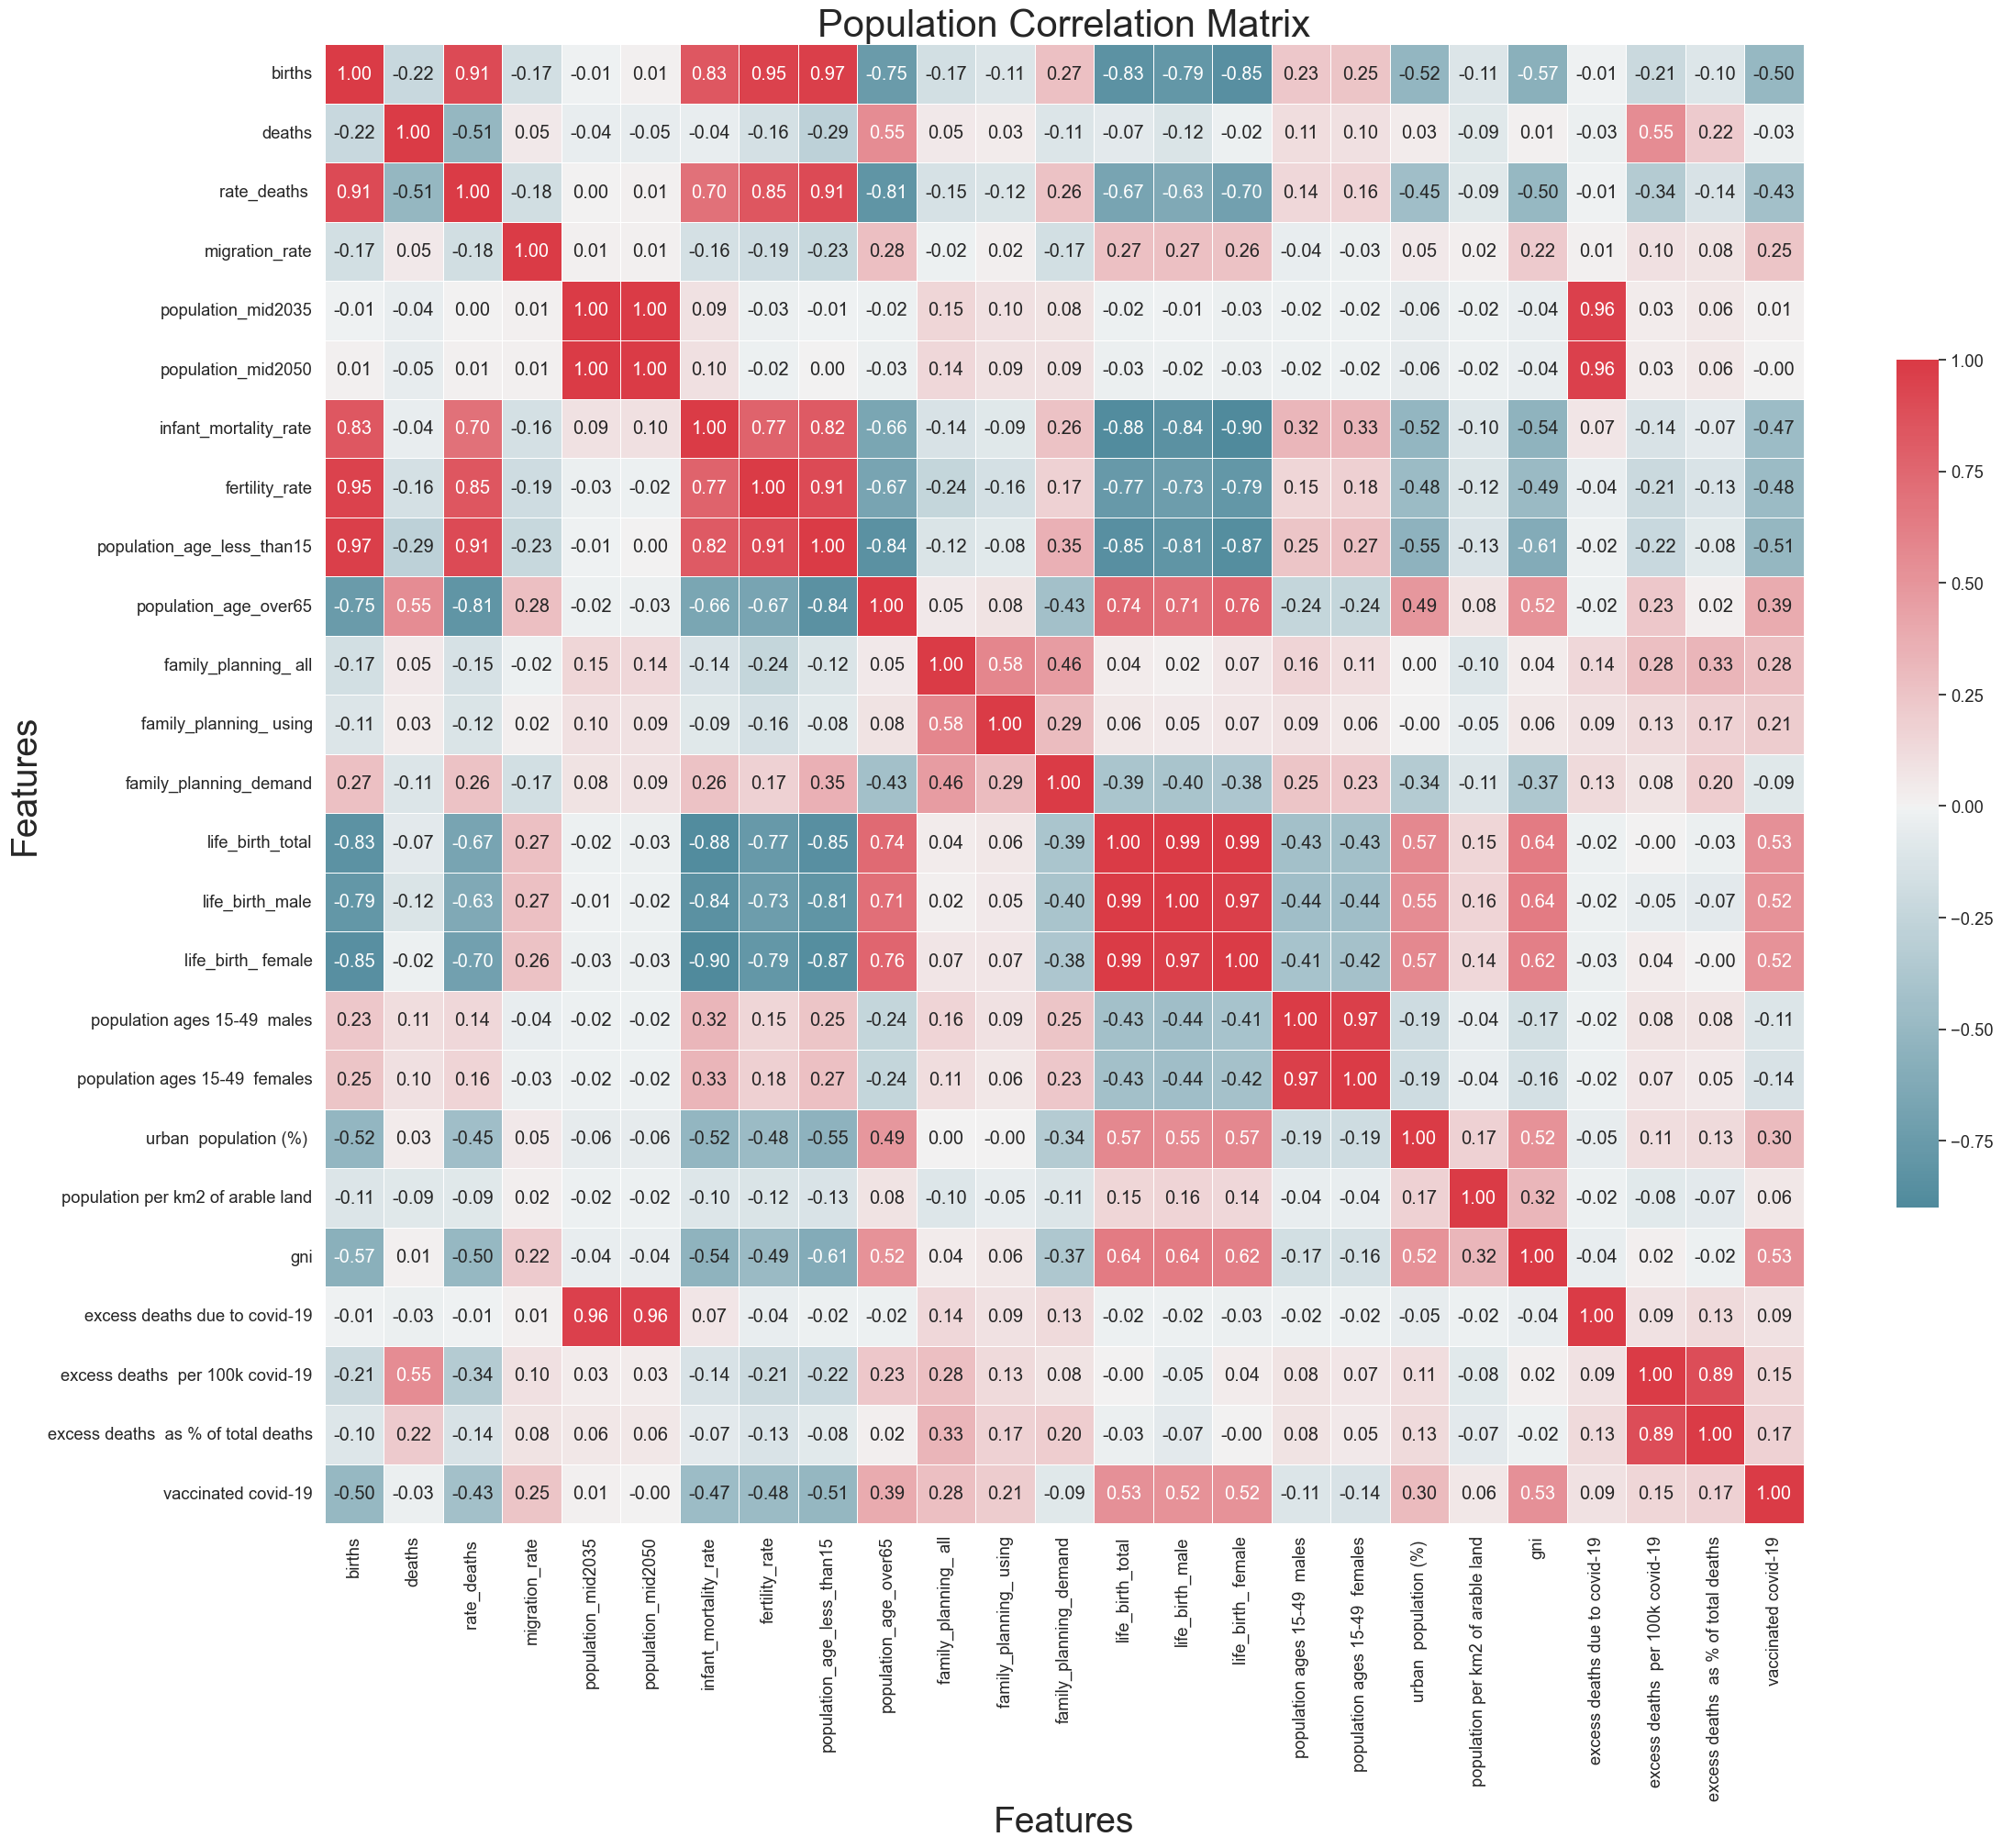 Population Correlation Matrix
births 1.00 -0.22 0.91 -0.17 -0.01 0.01 0.83 0.95 0.97 -0.75 -0.17 -0.11 0.27 -0.83 -0.79 -0.85 0.23 0.25 -0.52 -0.11 -0.57 -0.01 -0.21 -0.10 -0.50
deaths -0.22 1.00 -0.51 0.05 -0.04 -0.05 -0.04 -0.16 -0.29 0.55 0.05 0.03 -0.11 -0.07 -0.12 -0.02 0.11 0.10 0.03 -0.09 0.01 -0.03 0.55 0.22 -0.03
rate_deaths 0.91 -0.51 1.00 -0.18 0.00 0.01 0.70 0.85 0.91 -0.81 -0.15 -0.12 0.26 -0.67 -0.63 -0.70 0.14 0.16 -0.45 -0.09 -0.50 -0.01 -0.34 -0.14 -0.43
migration_rate -0.17 0.05 -0.18 1.00 0.01 0.01 -0.16 -0.19 -0.23 0.28 -0.02 0.02 -0.17 0.27 0.27 0.26 -0.04 -0.03 0.05 0.02 0.22 0.01 0.10 0.08 0.25
population_mid2035 -0.01 -0.04 0.00 0.01 1.00 1.00 0.09 -0.03 -0.01 -0.02 0.15 0.10 0.08 -0.02 -0.01 -0.03 -0.02 -0.02 -0.06 -0.02 -0.04 0.96 0.03 0.06 0.01
population_mid2050 0.01 -0.05 0.01 0.01 1.00 1.00 0.10 -0.02 0.00 -0.03 0.14 0.09 0.09 -0.03 -0.02 -0.03 -0.02 -0.02 -0.06 -0.02 -0.04 0.96 0.03 0.06 -0.00
infant_mortality_rate 0.83 -0.04 0.70 -0.16 0.09 0.10 1.00 0.77 0.82 -0.66 -0.14 -0.09 0.26 -0.88 -0.84 -0.90 0.32 0.33 -0.52 -0.10 -0.54 0.07 -0.14 -0.07 -0.47
fertility_rate 0.95 -0.16 0.85 -0.19 -0.03 -0.02 0.77 1.00 0.91 -0.67 -0.24 -0.16 0.17 -0.77 -0.73 -0.79 0.15 0.18 -0.48 -0.12 -0.49 -0.04 -0.21 -0.13 -0.48
population_age_less_than15 0.97 -0.29 0.91 -0.23 -0.01 0.00 0.82 0.91 1.00 -0.84 -0.12 -0.08 0.35 -0.85 -0.81 -0.87 0.25 0.27 -0.55 -0.13 -0.61 -0.02 -0.22 -0.08 -0.51
population_age_over65 -0.75 0.55 -0.81 0.28 -0.02 -0.03 -0.66 -0.67 -0.84 1.00 0.05 0.08 -0.43 0.74 0.71 0.76 -0.24 -0.24 0.49 0.08 0.52 -0.02 0.23 0.02 0.39
family_planning_ all -0.17 0.05 -0.15 -0.02 0.15 0.14 -0.14 -0.24 -0.12 0.05 1.00 0.58 0.46 0.04 0.02 0.07 0.16 0.11 0.00 -0.10 0.04 0.14 0.28 0.33 0.28
family_planning_ using -0.11 0.03 -0.12 0.02 0.10 0.09 -0.09 -0.16 -0.08 0.08 0.58 1.00 0.29 0.06 0.05 0.07 0.09 0.06 -0.00 -0.05 0.06 0.09 0.13 0.17 0.21
family_planning_demand 0.27 -0.11 0.26 -0.17 0.08 0.09 0.26 0.17 0.35 -0.43 0.46 0.29 1.00 -0.39 -0.40 -0.38 0.25 0.23 -0.34 -0.11 -0.37 0.13 0.08 0.20 -0.09
life_birth_total -0.83 -0.07 -0.67 0.27 -0.02 -0.03 -0.88 -0.77 -0.85 0.74 0.04 0.06 -0.39 1.00 0.99 0.99 -0.43 -0.43 0.57 0.15 0.64 -0.02 -0.00 -0.03 0.53
life_birth_male -0.79 -0.12 -0.63 0.27 -0.01 -0.02 -0.84 -0.73 -0.81 0.71 0.02 0.05 -0.40 0.99 1.00 0.97 -0.44 -0.44 0.55 0.16 0.64 -0.02 -0.05 -0.07 0.52
life_birth_ female -0.85 -0.02 -0.70 0.26 -0.03 -0.03 -0.90 -0.79 -0.87 0.76 0.07 0.07 -0.38 0.99 0.97 1.00 -0.41 -0.42 0.57 0.14 0.62 -0.03 0.04 -0.00 0.52
population ages 15-49  males 0.23 0.11 0.14 -0.04 -0.02 -0.02 0.32 0.15 0.25 -0.24 0.16 0.09 0.25 -0.43 -0.44 -0.41 1.00 0.97 -0.19 -0.04 -0.17 -0.02 0.08 0.08 -0.11
population ages 15-49  females 0.25 0.10 0.16 -0.03 -0.02 -0.02 0.33 0.18 0.27 -0.24 0.11 0.06 0.23 -0.43 -0.44 -0.42 0.97 1.00 -0.19 -0.04 -0.16 -0.02 0.07 0.05 -0.14
urban  population (%) -0.52 0.03 -0.45 0.05 -0.06 -0.06 -0.52 -0.48 -0.55 0.49 0.00 -0.00 -0.34 0.57 0.55 0.57 -0.19 -0.19 1.00 0.17 0.52 -0.05 0.11 0.13 0.30
population per km2 of arable land -0.11 -0.09 -0.09 0.02 -0.02 -0.02 -0.10 -0.12 -0.13 0.08 -0.10 -0.05 -0.11 0.15 0.16 0.14 -0.04 -0.04 0.17 1.00 0.32 -0.02 -0.08 -0.07 0.06
gni -0.57 0.01 -0.50 0.22 -0.04 -0.04 -0.54 -0.49 -0.61 0.52 0.04 0.06 -0.37 0.64 0.64 0.62 -0.17 -0.16 0.52 0.32 1.00 -0.04 0.02 -0.02 0.53
excess deaths due to covid-19 -0.01 -0.03 -0.01 0.01 0.96 0.96 0.07 -0.04 -0.02 -0.02 0.14 0.09 0.13 -0.02 -0.02 -0.03 -0.02 -0.02 -0.05 -0.02 -0.04 1.00 0.09 0.13 0.09
excess deaths  per 100k covid-19 -0.21 0.55 -0.34 0.10 0.03 0.03 -0.14 -0.21 -0.22 0.23 0.28 0.13 0.08 -0.00 -0.05 0.04 0.08 0.07 0.11 -0.08 0.02 0.09 1.00 0.89 0.15
excess deaths  as % of total deaths -0.10 0.22 -0.14 0.08 0.06 0.06 -0.07 -0.13 -0.08 0.02 0.33 0.17 0.20 -0.03 -0.07 -0.00 0.08 0.05 0.13 -0.07 -0.02 0.13 0.89 1.00 0.17
vaccinated covid-19 -0.50 -0.03 -0.43 0.25 0.01 -0.00 -0.47 -0.48 -0.51 0.39 0.28 0.21 -0.09 0.53 0.52 0.52 -0.11 -0.14 0.30 0.06 0.53 0.09 0.15 0.17 1.00
Features
births
deaths
rate_deaths
migration_rate
population_mid2035
population_mid2050
infant_mortality_rate
fertility_rate
population_age_less_than15
population_age_over65
family_planning_ all
family_planning_ using
family_planning_demand
life_birth_total
life_birth_male
life_birth_ female
population ages 15-49  males
population ages 15-49  females
urban  population (%)
population per km2 of arable land
gni
excess deaths due to covid-19
excess deaths  per 100k covid-19
excess deaths  as % of total deaths
vaccinated covid-19
Features
1.00
0.75
0.50
0.25
0.00
−0.25
−0.50
−0.75